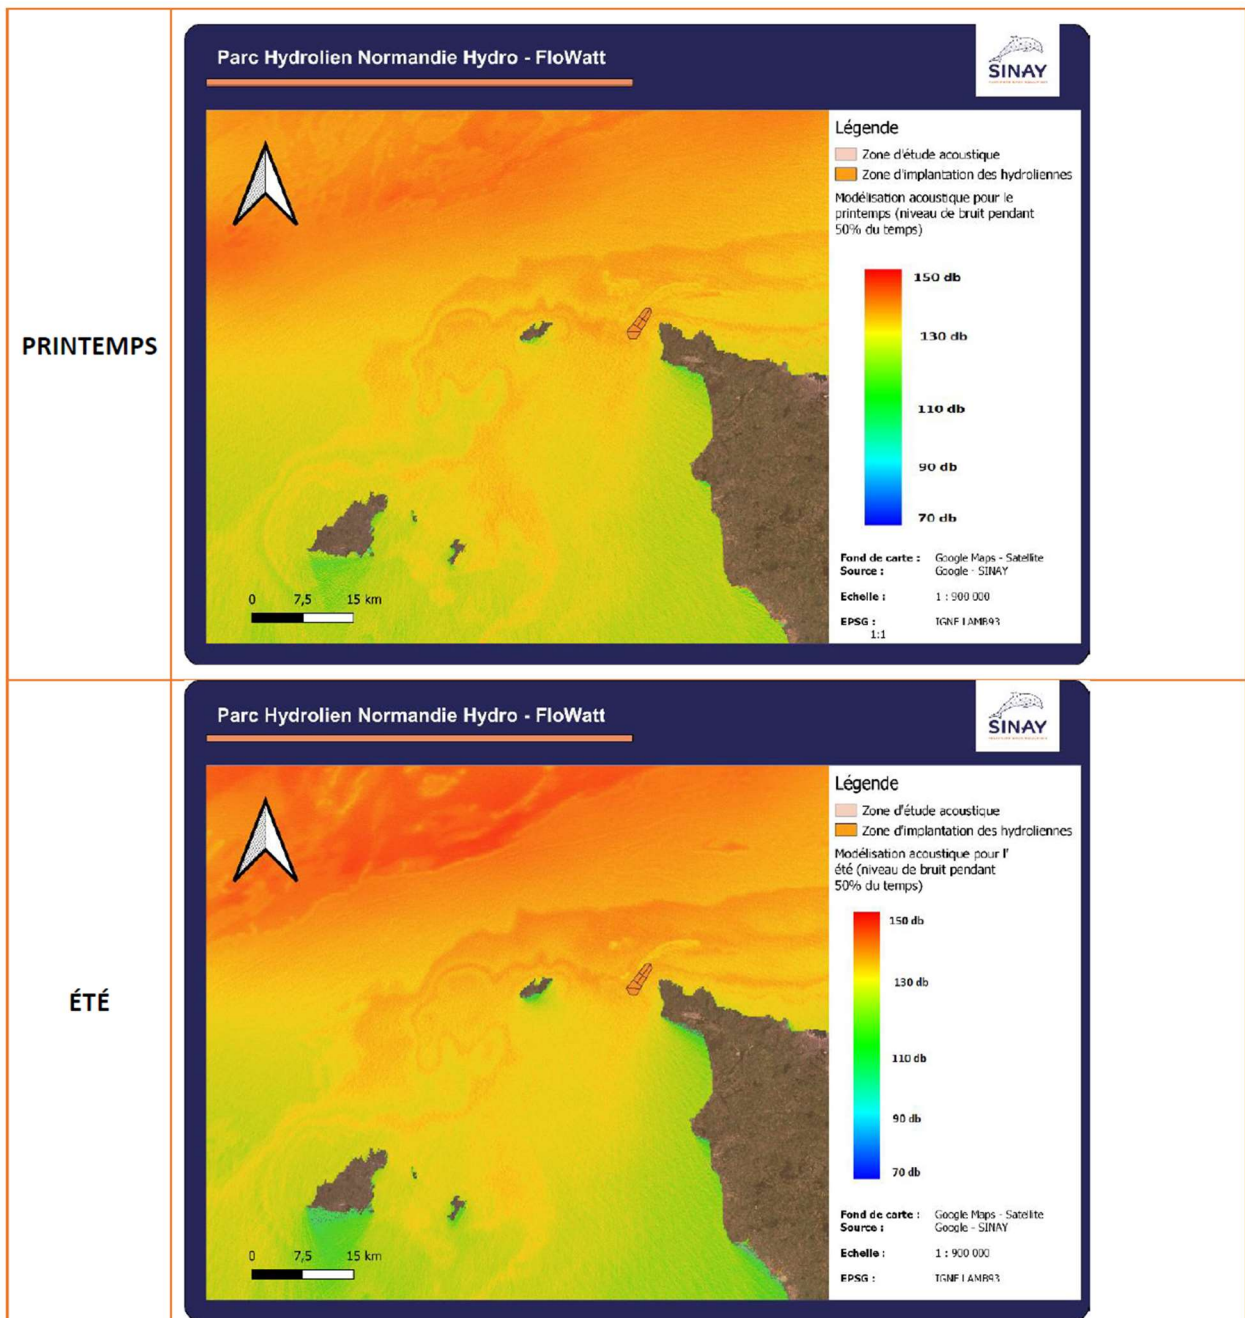 PRINTEMPS
Parc Hydrolien Normandie Hydro - FloWatt
SINAY
Légende
Zone d'étude acoustique
Zone d'implantation des hydroliennes
Modélisation acoustique pour le
printemps (niveau de bruit pendant
50% du temps)
150 db
130 db
110 db
90 db
70 db
0 7,5 15 km
Fond de carte : Google Maps - Satellite
Source : Google - SINAY
Echelle : 1 : 900 000
EPSG : IGNF LAMB93
1:1
ÉTÉ
Parc Hydrolien Normandie Hydro - FloWatt
SINAY
Légende
Zone d'étude acoustique
Zone d'implantation des hydroliennes
Modélisation acoustique pour l'
été (niveau de bruit pendant
50% du temps)
150 db
130 db
110 db
90 db
70 db
0 7,5 15 km
Fond de carte : Google Maps - Satellite
Source : Google - SINAY
Echelle : 1 : 900 000
EPSG : IGNF LAMB93